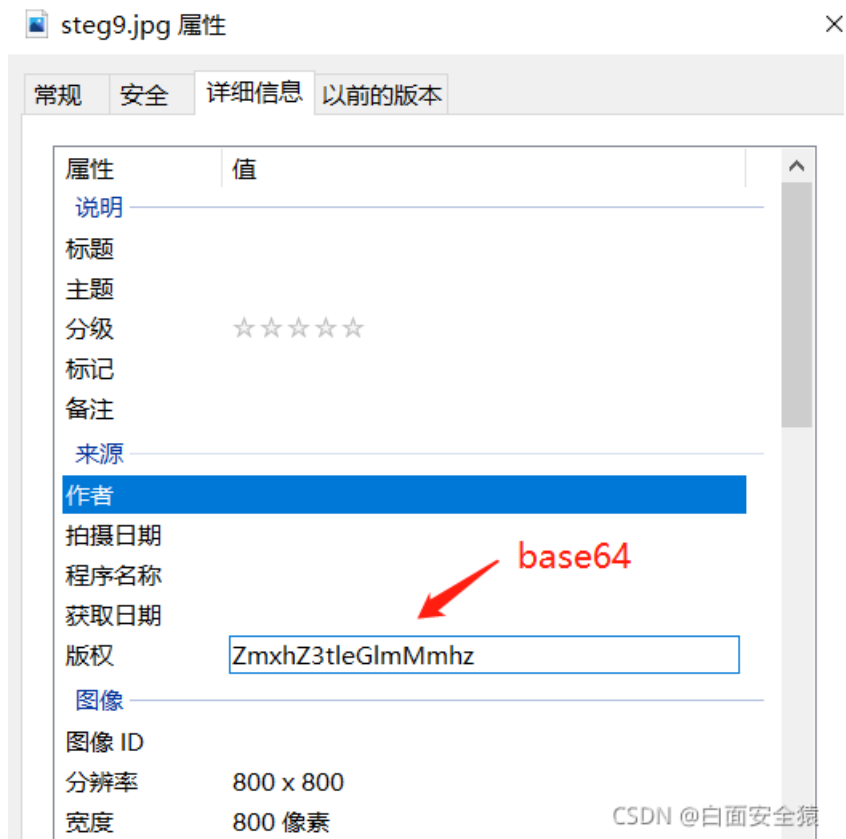 steg9.jpg 属性
常规 安全 详细信息 以前的版本
属性 值
说明
标题
主题
分级 ☆☆☆☆☆
标记
备注
来源
作者
拍摄日期
base64
程序名称
获取日期
版权 ZmxhZ3tleGlmMmhz
图像
图像 ID
分辨率 800 x 800
宽度 800 像素
CSDN @白面安全猿